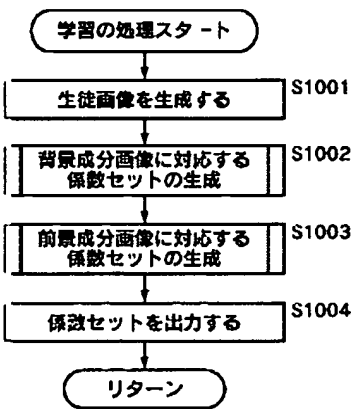 学習の処理スタート
生徒画像を生成する
S1001
背景成分画像に対応する
係数セットの生成
S1002
前景成分画像に対応する
係数セットの生成
S1003
係数セットを出力する
S1004
リターン